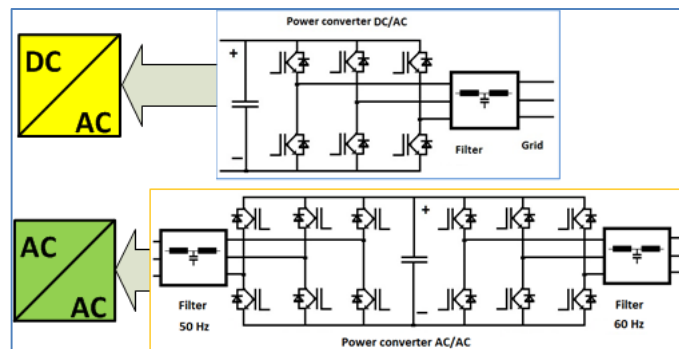 Power converter DC/AC
DC
AC
+
−
Filter
Grid
AC
AC
+
−
Filter
50 Hz
Filter
60 Hz
Power converter AC/AC